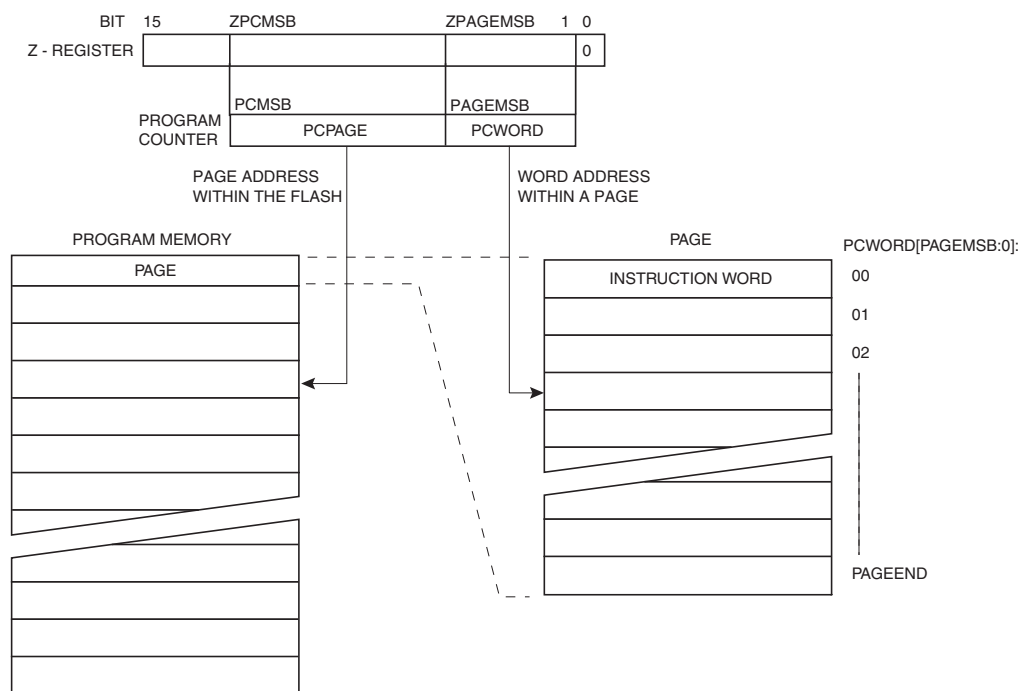 BIT 15 ZPCMSB ZPAGEMSB 1 0
Z - REGISTER 0
PCMSB PAGEMSB
PROGRAM
COUNTER
PCPAGE PCWORD
PAGE ADDRESS
WITHIN THE FLASH
WORD ADDRESS
WITHIN A PAGE
PROGRAM MEMORY
PAGE
PAGE
INSTRUCTION WORD
PCWORD[PAGEMSB:0]:
00
01
02
PAGEEND